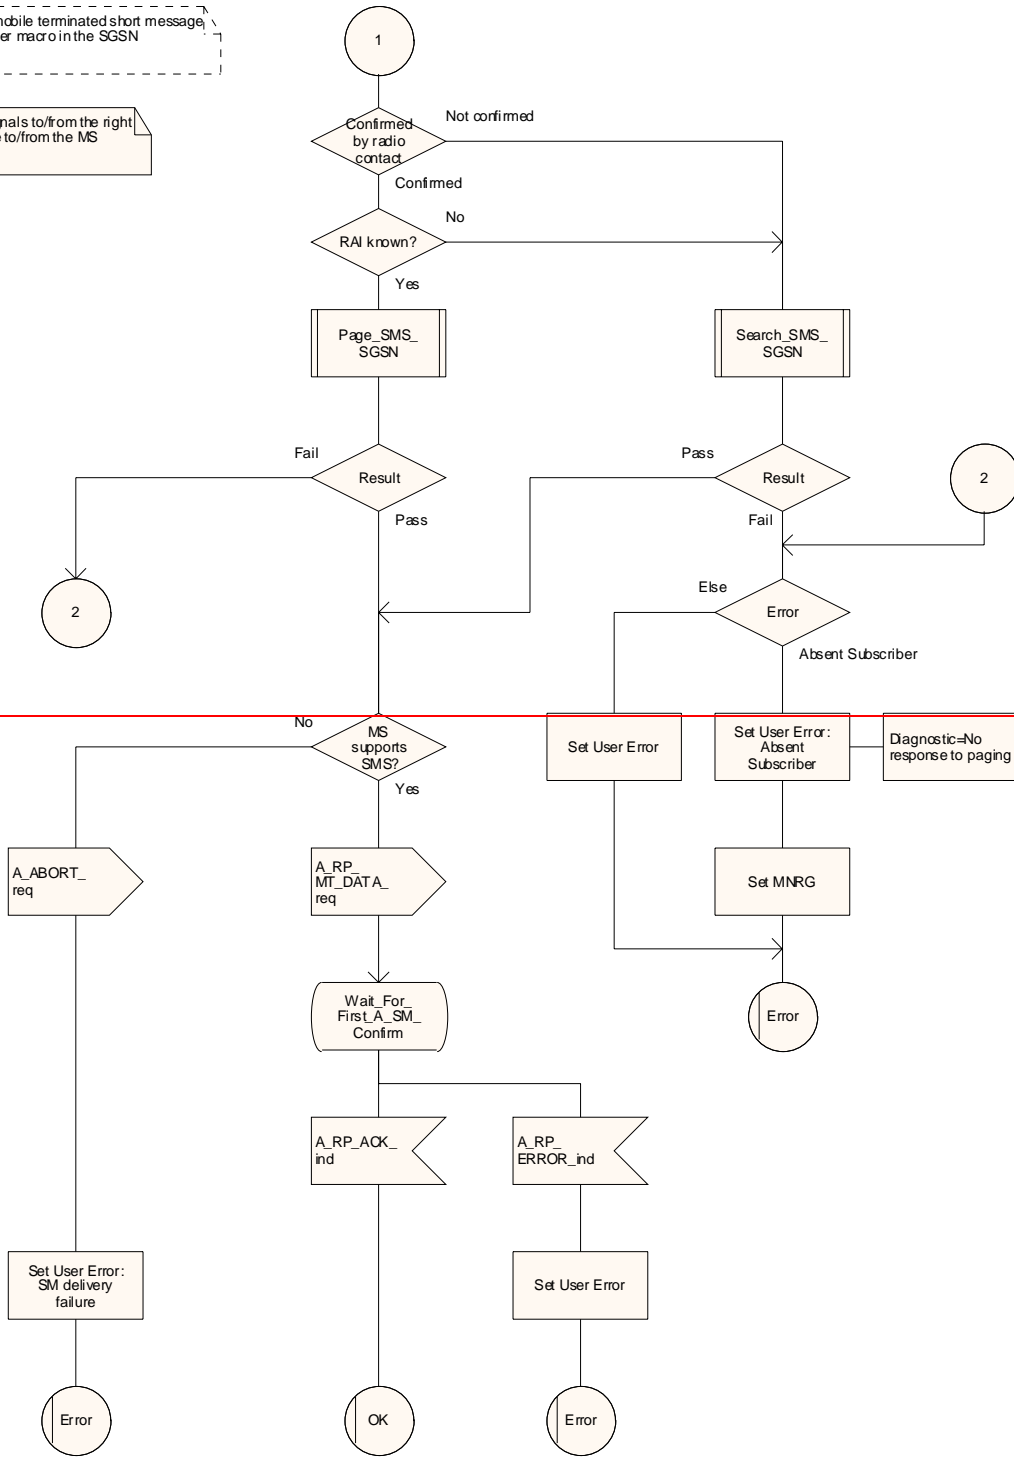 mobile terminated short message
er macro in the SGSN
1
nals to/from the right
to/from the MS
Not confirmed
Confirmed
by radio
contact
Confirmed
No
RAI known?
Yes
Page_SMS_
SGSN
Search_SMS_
SGSN
Fail
Result
Pass
Pass
Result
Fail
2
2
Else
Error
Absent Subscriber
No
MS
supports
SMS?
Yes
Set User Error
Set User Error:
Absent
Subscriber
Diagnostic=No
response to paging
A_ABORT_
req
A_RP_
MT_DATA_
req
Set MNRG
Wait_For_
First_A_SM_
Confirm
Error
A_RP_ACK_
ind
A_RP_
ERROR_ind
Set User Error:
SM delivery
failure
Set User Error
Error
OK
Error